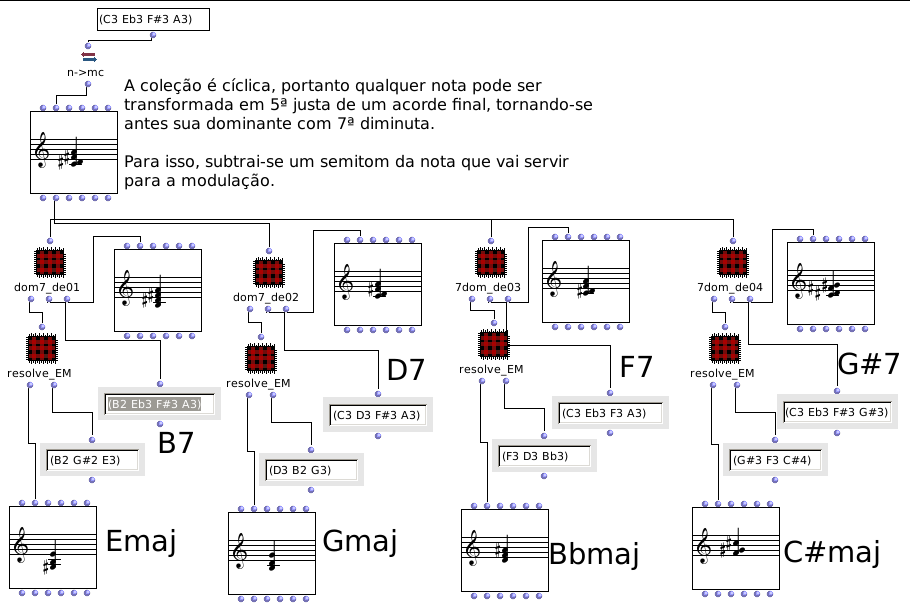 (C3 Eb3 F#3 A3)
n->mc
A coleção é cíclica, portanto qualquer nota pode ser
transformada em 5ª justa de um acorde final, tornando-se
antes sua dominante com 7ª diminuta.
Para isso, subtrai-se um semitom da nota que vai servir
para a modulação.
dom7_de01
dom7_de02
7dom_de03
7dom_de04
resolve_EM
resolve_EM
resolve_EM
resolve_EM
D7
F7
G#7
(B2 Eb3 F#3 A3)
(C3 D3 F#3 A3)
(C3 Eb3 F3 A3)
(C3 Eb3 F#3 G#3)
B7
(B2 G#2 E3)
(D3 B2 G3)
(F3 D3 Bb3)
(G#3 F3 C#4)
Emaj
Gmaj
Bbmaj
C#maj